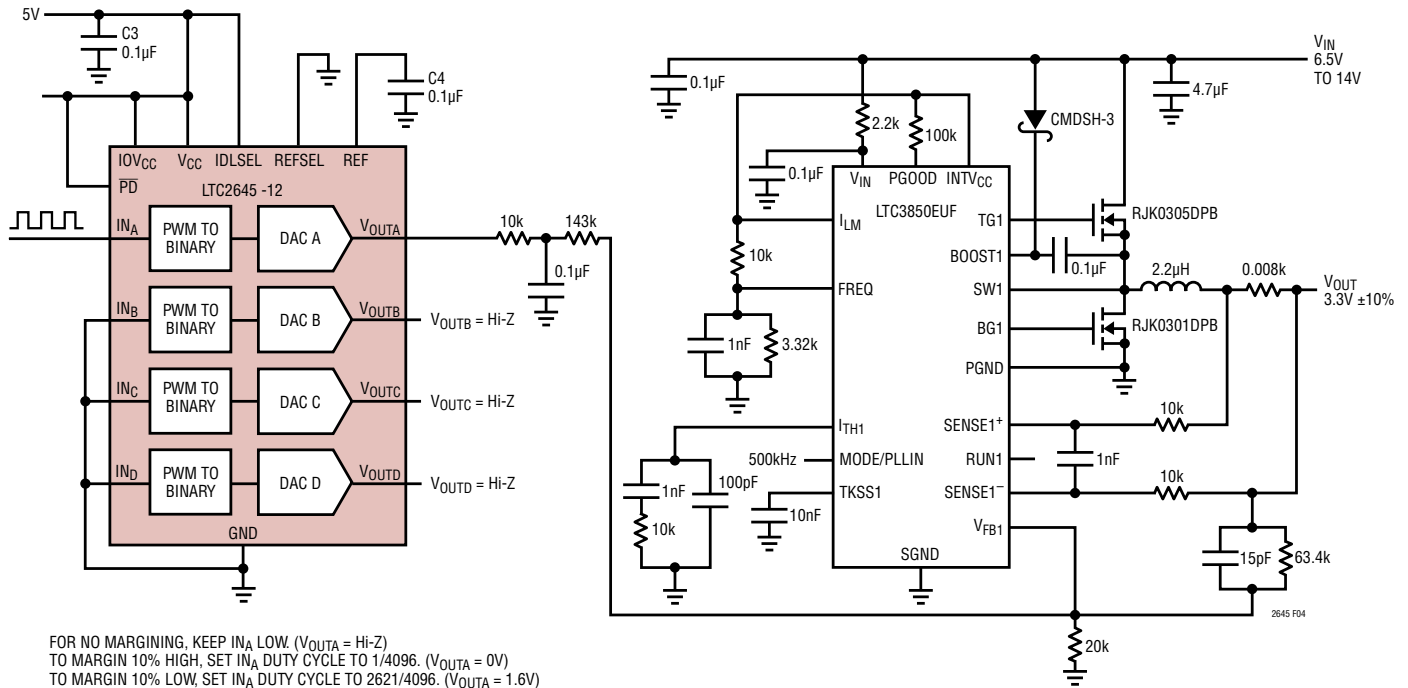 5V
C3
0.1µF
C4
0.1µF
IOVCC
VCC
IDLSEL
REFSEL
REF
PD
LTC2645 -12
INA
PWM TO
BINARY
DAC A
VOUTA
10k
143k
0.1µF
INB
PWM TO
BINARY
DAC B
VOUTB
VOUTB = Hi-Z
INC
PWM TO
BINARY
DAC C
VOUTC
VOUTC = Hi-Z
IND
PWM TO
BINARY
DAC D
VOUTD
VOUTD = Hi-Z
GND
VIN
6.5V
TO 14V
0.1µF
4.7µF
2.2k
100k
CMDSH-3
0.1µF
VIN
PGOOD
INTVCC
LTC3850EUF
ILM
TG1
RJK0305DPB
10k
BOOST1
0.1µF
FREQ
SW1
2.2µH
0.008k
VOUT
3.3V ±10%
1nF
3.32k
BG1
RJK0301DPB
PGND
ITH1
SENSE1+
10k
500kHz
MODE/PLLIN
RUN1
1nF
1nF
100pF
10k
TKSS1
10nF
SENSE1–
10k
VFB1
SGND
15pF
63.4k
2645 F04
20k
FOR NO MARGINING, KEEP INA LOW. (VOUTA = Hi-Z)
TO MARGIN 10% HIGH, SET INA DUTY CYCLE TO 1/4096. (VOUTA = 0V)
TO MARGIN 10% LOW, SET INA DUTY CYCLE TO 2621/4096. (VOUTA = 1.6V)